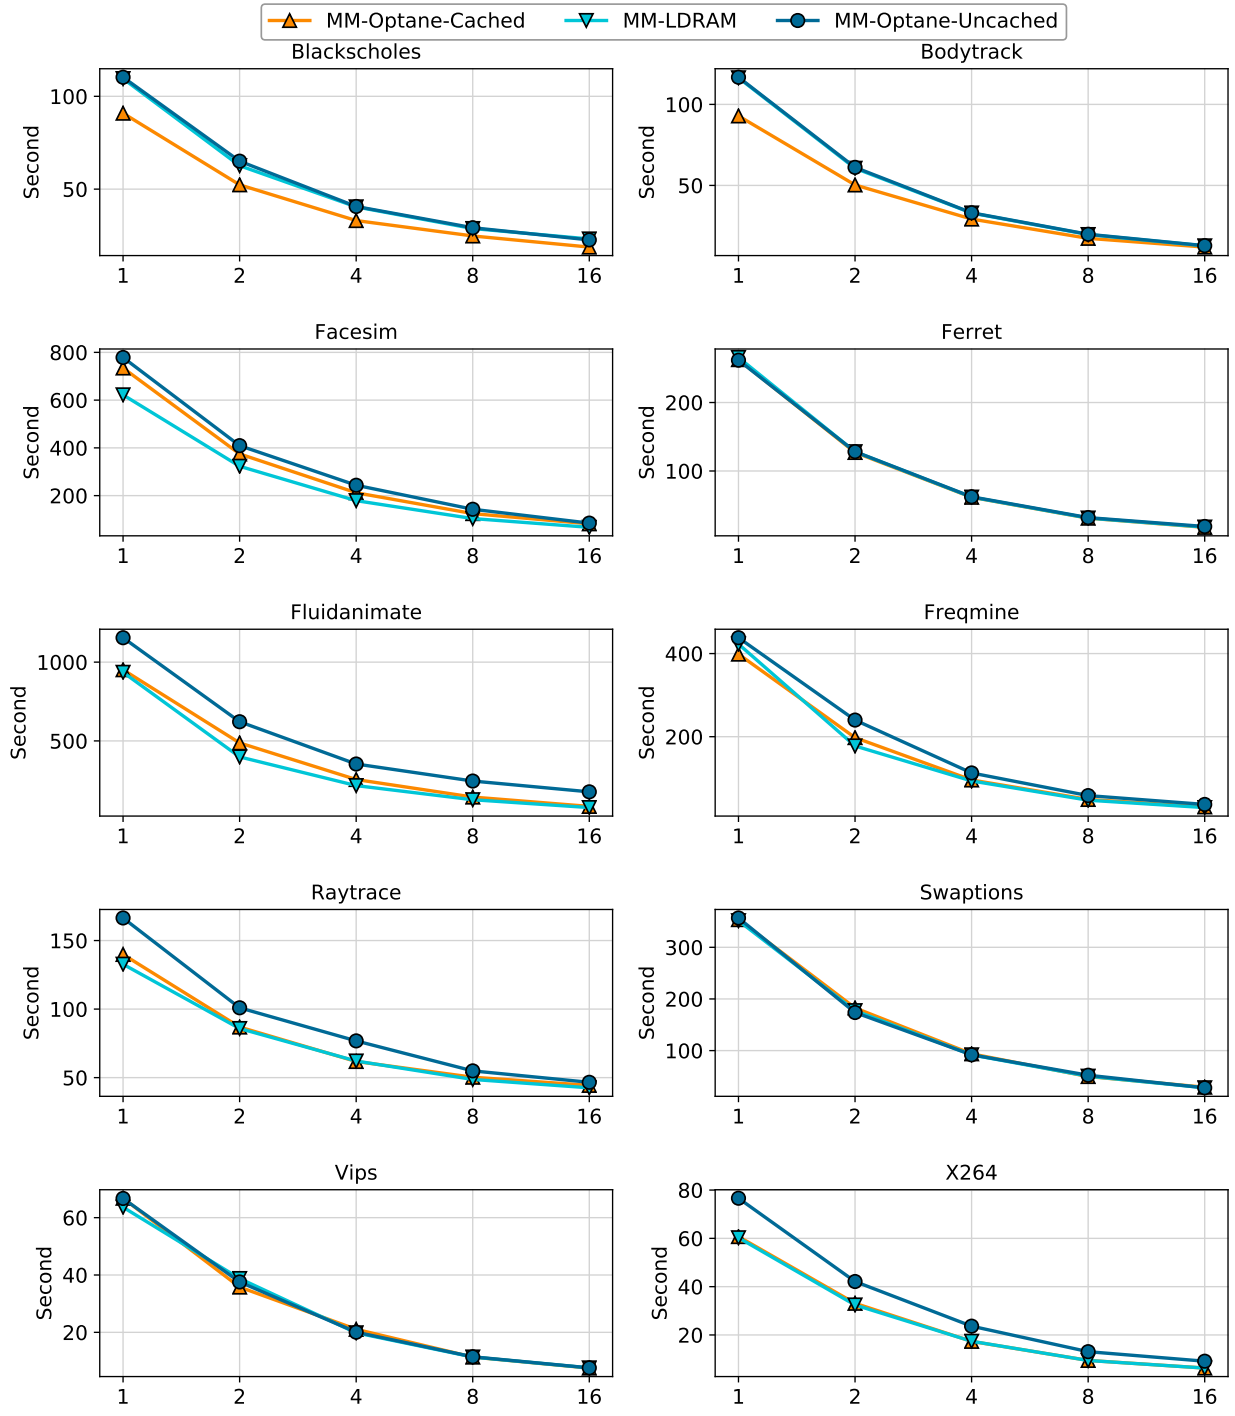 MM-Optane-Cached MM-LDRAM MM-Optane-Uncached
Blackscholes
Second
100
50
1 2 4 8 16
Bodytrack
Second
100
50
1 2 4 8 16
Facesim
Second
800
600
400
200
1 2 4 8 16
Ferret
Second
200
100
1 2 4 8 16
Fluidanimate
Second
1000
500
1 2 4 8 16
Freqmine
Second
400
200
1 2 4 8 16
Raytrace
Second
150
100
50
1 2 4 8 16
Swaptions
Second
300
200
100
1 2 4 8 16
Vips
Second
60
40
20
1 2 4 8 16
X264
Second
80
60
40
20
1 2 4 8 16